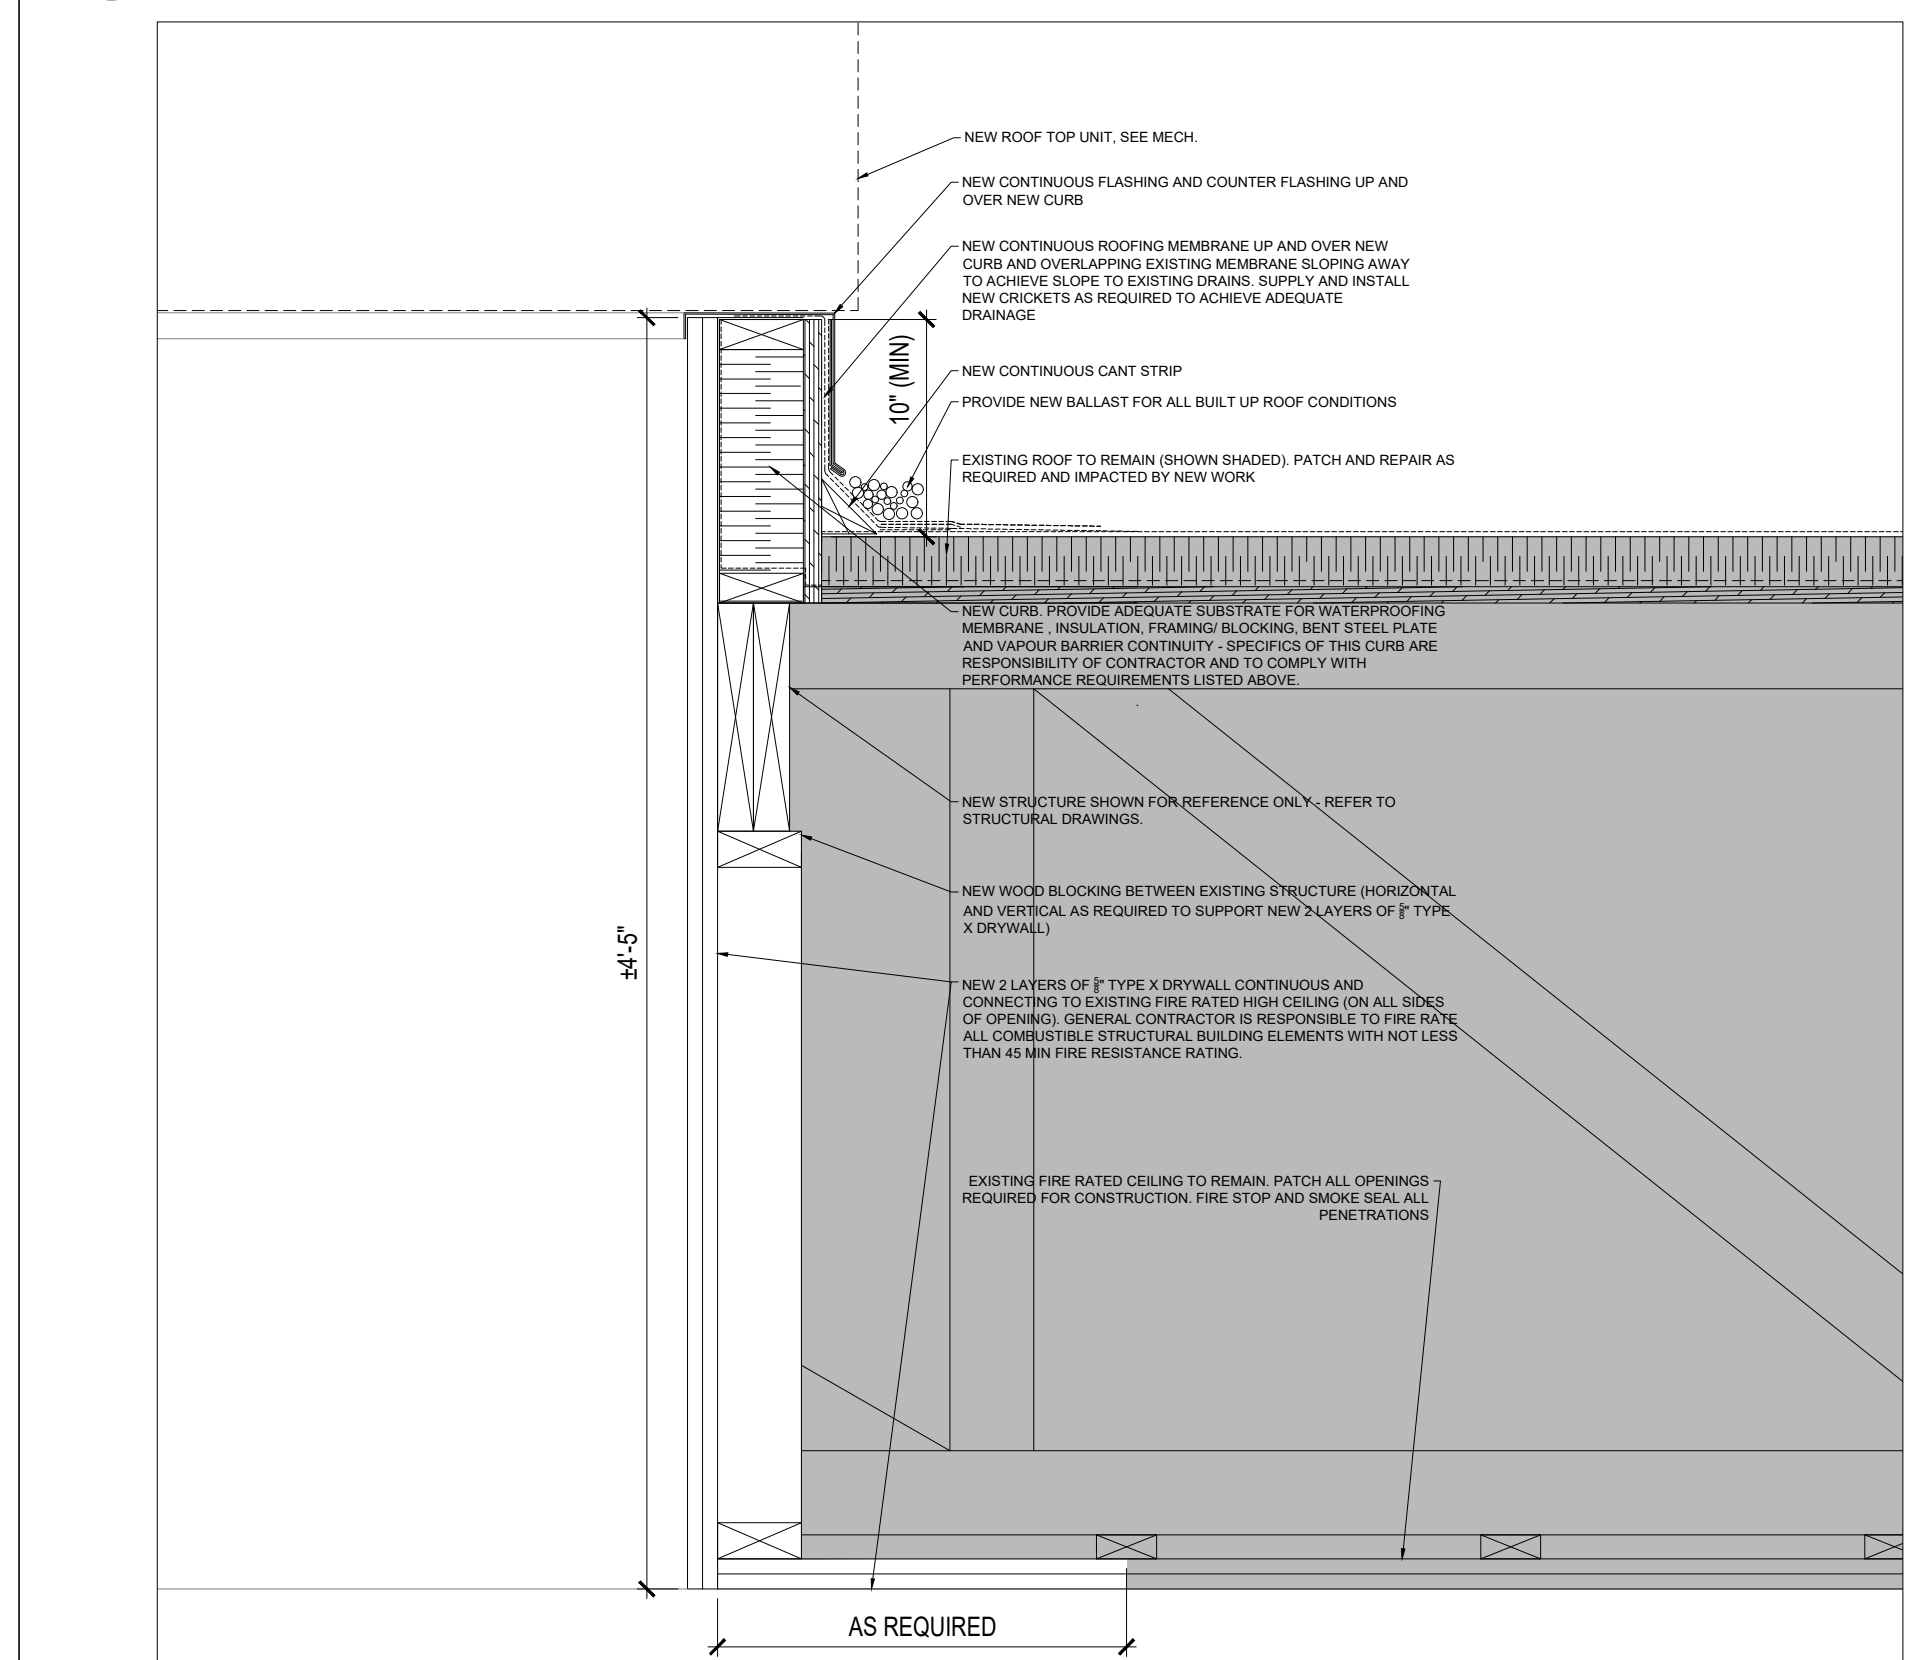 NEW ROOF TOP UNIT, SEE MECH.
NEW CONTINUOUS FLASHING AND COUNTER FLASHING UP AND
OVER NEW CURB
NEW CONTINUOUS ROOFING MEMBRANE UP AND OVER NEW
CURB AND OVERLAPPING EXISTING MEMBRANE SLOPING AWAY
TO ACHIEVE SLOPE TO EXISTING DRAINS. SUPPLY AND INSTALL
NEW CRICKETS AS REQUIRED TO ACHIEVE ADEQUATE
DRAINAGE
10" (MIN)
NEW CONTINUOUS CANT STRIP
PROVIDE NEW BALLAST FOR ALL BUILT UP ROOF CONDITIONS
EXISTING ROOF TO REMAIN (SHOWN SHADED). PATCH AND REPAIR AS
REQUIRED AND IMPACTED BY NEW WORK
NEW CURB. PROVIDE ADEQUATE SUBSTRATE FOR WATERPROOFING
MEMBRANE , INSULATION, FRAMING/ BLOCKING, BENT STEEL PLATE
AND VAPOUR BARRIER CONTINUITY - SPECIFICS OF THIS CURB ARE
RESPONSIBILITY OF CONTRACTOR AND TO COMPLY WITH
PERFORMANCE REQUIREMENTS LISTED ABOVE.
.
NEW STRUCTURE SHOWN FOR REFERENCE ONLY - REFER TO
STRUCTURAL DRAWINGS.
NEW WOOD BLOCKING BETWEEN EXISTING STRUCTURE (HORIZONTAL
AND VERTICAL AS REQUIRED TO SUPPORT NEW 2 LAYERS OF 5/8" TYPE
X DRYWALL)
±4'-5"
NEW 2 LAYERS OF 5/8" TYPE X DRYWALL CONTINUOUS AND
CONNECTING TO EXISTING FIRE RATED HIGH CEILING (ON ALL SIDES
OF OPENING). GENERAL CONTRACTOR IS RESPONSIBLE TO FIRE RATE
ALL COMBUSTIBLE STRUCTURAL BUILDING ELEMENTS WITH NOT LESS
THAN 45 MIN FIRE RESISTANCE RATING.
EXISTING FIRE RATED CEILING TO REMAIN. PATCH ALL OPENINGS
REQUIRED FOR CONSTRUCTION. FIRE STOP AND SMOKE SEAL ALL
PENETRATIONS
AS REQUIRED